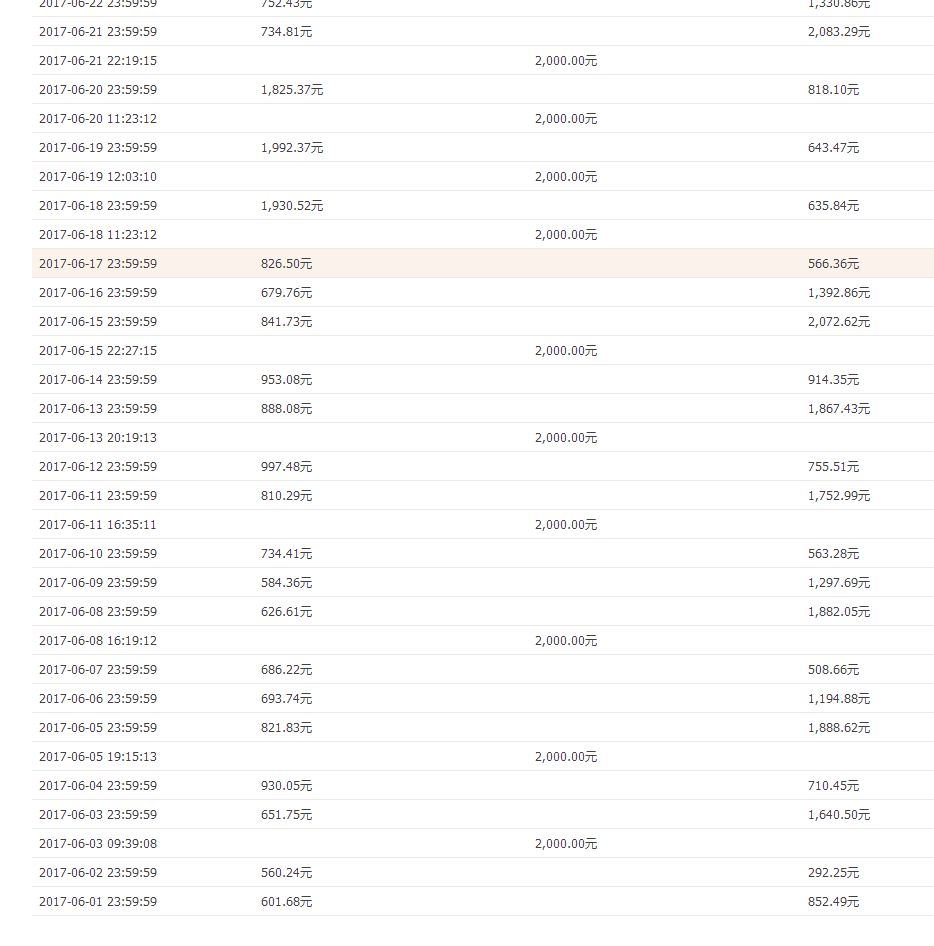 2017-06-22 23:59:59 752.43元 1,330.86元
2017-06-21 23:59:59 734.81元 2,083.29元
2017-06-21 22:19:15 2,000.00元
2017-06-20 23:59:59 1,825.37元 818.10元
2017-06-20 11:23:12 2,000.00元
2017-06-19 23:59:59 1,992.37元 643.47元
2017-06-19 12:03:10 2,000.00元
2017-06-18 23:59:59 1,930.52元 635.84元
2017-06-18 11:23:12 2,000.00元
2017-06-17 23:59:59 826.50元 566.36元
2017-06-16 23:59:59 679.76元 1,392.86元
2017-06-15 23:59:59 841.73元 2,072.62元
2017-06-15 22:27:15 2,000.00元
2017-06-14 23:59:59 953.08元 914.35元
2017-06-13 23:59:59 888.08元 1,867.43元
2017-06-13 20:19:13 2,000.00元
2017-06-12 23:59:59 997.48元 755.51元
2017-06-11 23:59:59 810.29元 1,752.99元
2017-06-11 16:35:11 2,000.00元
2017-06-10 23:59:59 734.41元 563.28元
2017-06-09 23:59:59 584.36元 1,297.69元
2017-06-08 23:59:59 626.61元 1,882.05元
2017-06-08 16:19:12 2,000.00元
2017-06-07 23:59:59 686.22元 508.66元
2017-06-06 23:59:59 693.74元 1,194.88元
2017-06-05 23:59:59 821.83元 1,888.62元
2017-06-05 19:15:13 2,000.00元
2017-06-04 23:59:59 930.05元 710.45元
2017-06-03 23:59:59 651.75元 1,640.50元
2017-06-03 09:39:08 2,000.00元
2017-06-02 23:59:59 560.24元 292.25元
2017-06-01 23:59:59 601.68元 852.49元